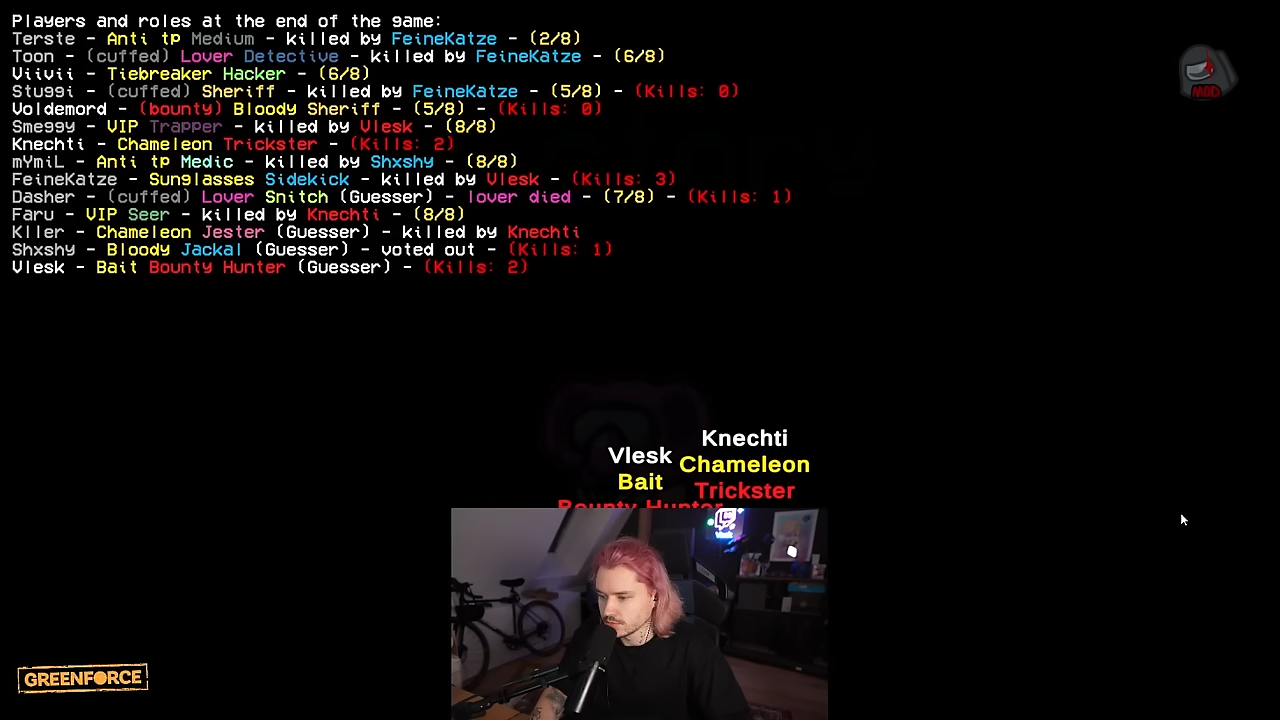 Players and roles at the end of the game:
Terste - Anti tp Medium - killed by FeineKatze - (2/8)
Toon - (cuffed) Lover Detective - killed by FeineKatze - (6/8)
Viivii - Tiebreaker Hacker - (6/8)
Stuggi - (cuffed) Sheriff - killed by FeineKatze - (5/8) - (Kills: 0)
Voldemord - (bounty) Bloody Sheriff - (5/8) - (Kills: 0)
Smeggy - VIP Trapper - killed by Vlesk - (8/8)
Knechti - Chameleon Trickster - (Kills: 2)
mYmiL - Anti tp Medic - killed by Shxshy - (8/8)
FeineKatze - Sunglasses Sidekick - killed by Vlesk - (Kills: 3)
Dasher - (cuffed) Lover Snitch (Guesser) - lover died - (7/8) - (Kills: 1)
Faru - VIP Seer - killed by Knechti - (8/8)
Kller - Chameleon Jester (Guesser) - killed by Knechti
Shxshy - Bloody Jackal (Guesser) - voted out - (Kills: 1)
Vlesk - Bait Bounty Hunter (Guesser) - (Kills: 2)
MOD
Knechti
Chameleon
Trickster
Vlesk
Bait
Bounty Hunter
GREENFORCE